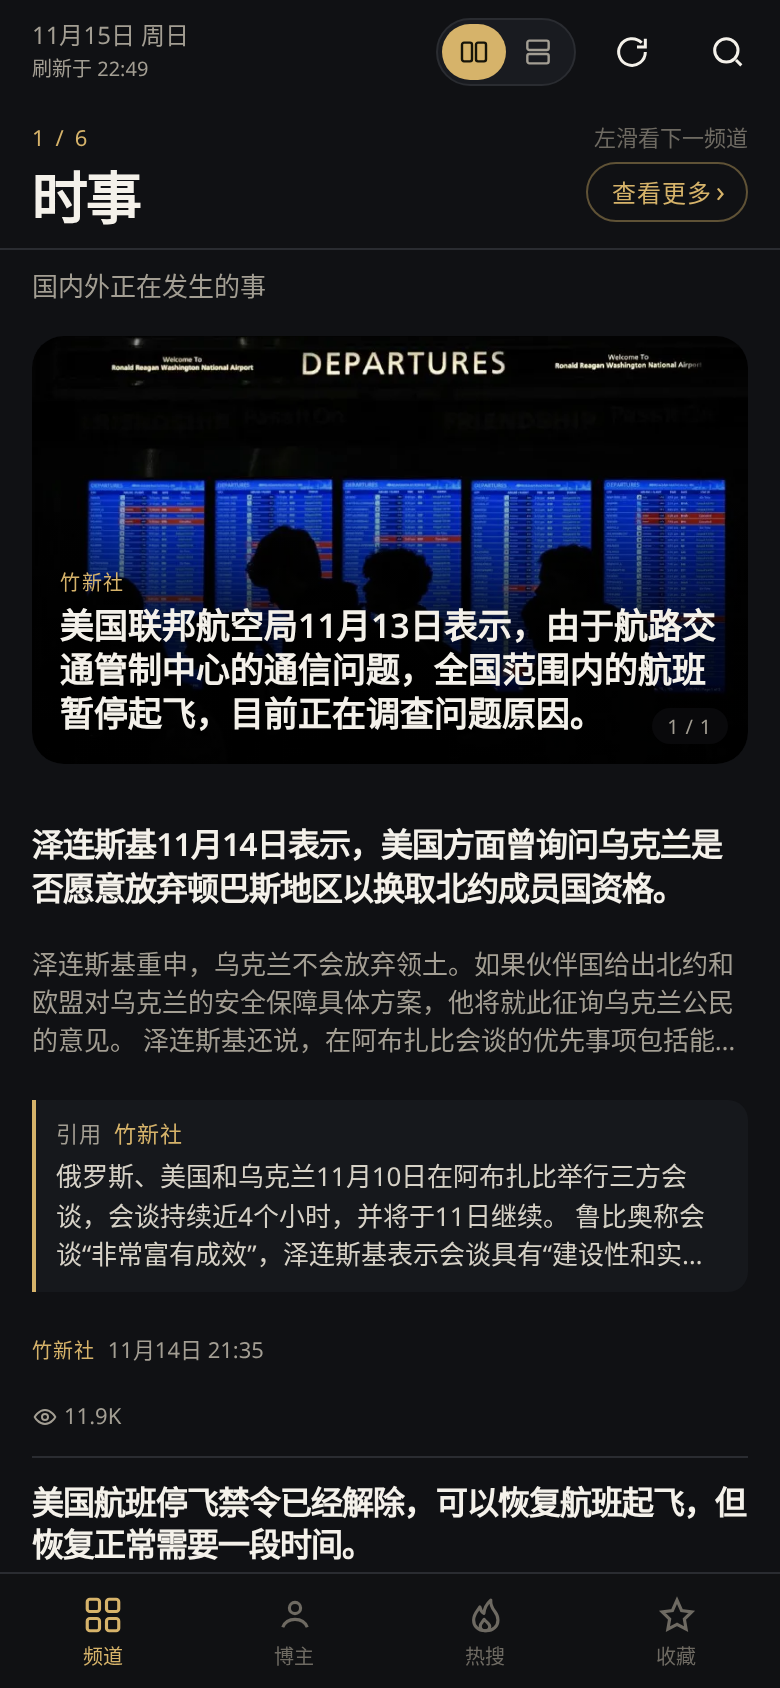 11月15日 周日
刷新于 22:49
1 / 6
左滑看下一频道
时事
查看更多 ›
国内外正在发生的事
Welcome To
Ronald Reagan Washington National Airport
DEPARTURES
Welcome To
Ronald Reagan Washington National Airport
竹新社
美国联邦航空局11月13日表示，由于航路交
通管制中心的通信问题，全国范围内的航班
暂停起飞，目前正在调查问题原因。
1 / 1
泽连斯基11月14日表示，美国方面曾询问乌克兰是
否愿意放弃顿巴斯地区以换取北约成员国资格。
泽连斯基重申，乌克兰不会放弃领土。如果伙伴国给出北约和
欧盟对乌克兰的安全保障具体方案，他将就此征询乌克兰公民
的意见。 泽连斯基还说，在阿布扎比会谈的优先事项包括能...
引用 竹新社
俄罗斯、美国和乌克兰11月10日在阿布扎比举行三方会
谈，会谈持续近4个小时，并将于11日继续。 鲁比奥称会
谈“非常富有成效”，泽连斯基表示会谈具有“建设性和实...
竹新社 11月14日 21:35
11.9K
美国航班停飞禁令已经解除，可以恢复航班起飞，但
恢复正常需要一段时间。
频道
博主
热搜
收藏